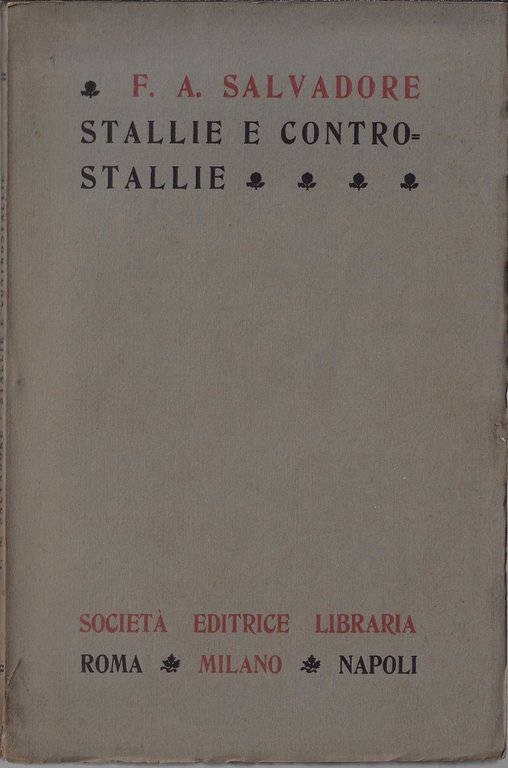 F. A. SALVADORE
STALLIE E CONTRO=
STALLIE
SOCIETÀ EDITRICE LIBRARIA
ROMA MILANO NAPOLI